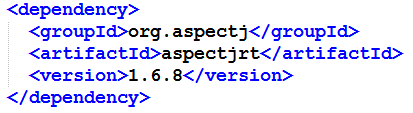 <dependency>
<groupId>org.aspectj</groupId>
<artifactId>aspectjrt</artifactId>
<version>1.6.8</version>
</dependency>